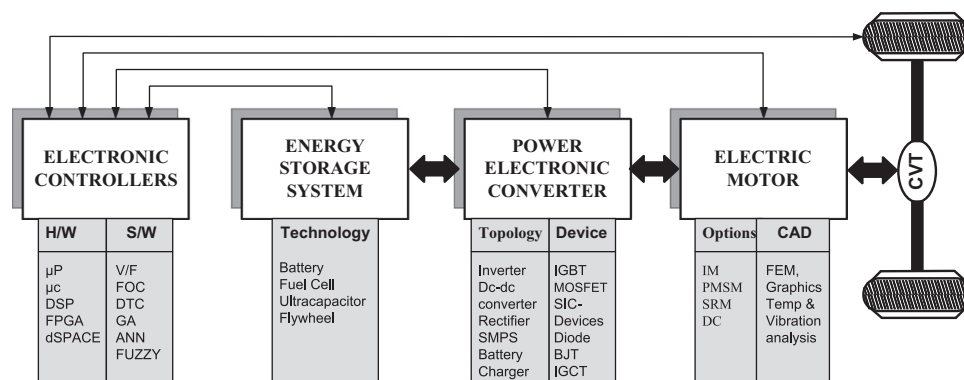 ELECTRONIC
CONTROLLERS
H/W
µP
µc
DSP
FPGA
dSPACE
S/W
V/F
FOC
DTC
GA
ANN
FUZZY
ENERGY
STORAGE
SYSTEM
Technology
Battery
Fuel Cell
Ultracapacitor
Flywheel
POWER
ELECTRONIC
CONVERTER
Topology
Inverter
Dc-dc
converter
Rectifier
SMPS
Battery
Charger
Device
IGBT
MOSFET
SIC-
Devices
Diode
BJT
IGCT
ELECTRIC
MOTOR
Options
IM
PMSM
SRM
DC
CAD
FEM,
Graphics
Temp &
Vibration
analysis
CVT